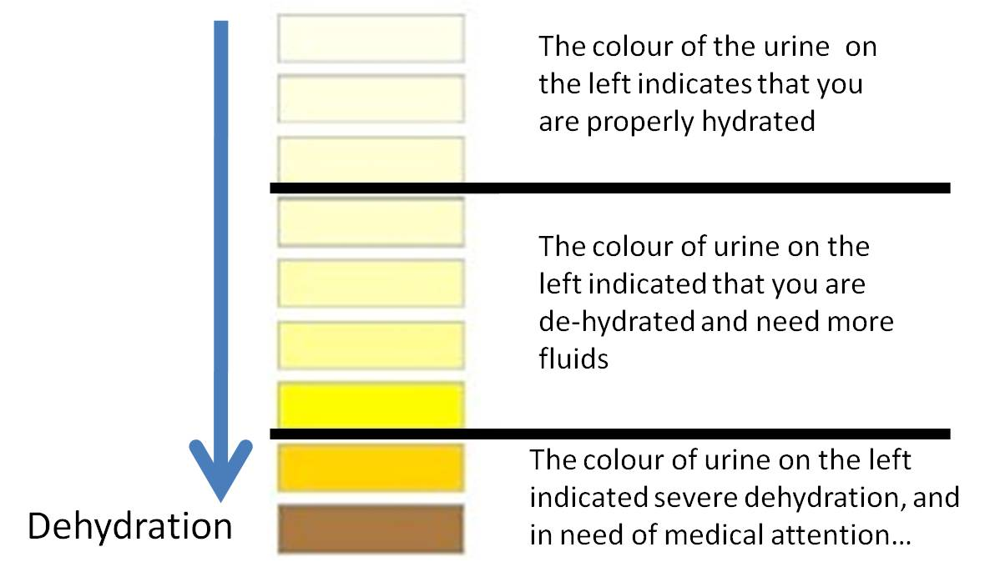 The colour of the urine on
the left indicates that you
are properly hydrated
The colour of urine on the
left indicated that you are
de-hydrated and need more
fluids
The colour of urine on the left
indicated severe dehydration, and
in need of medical attention...
Dehydration